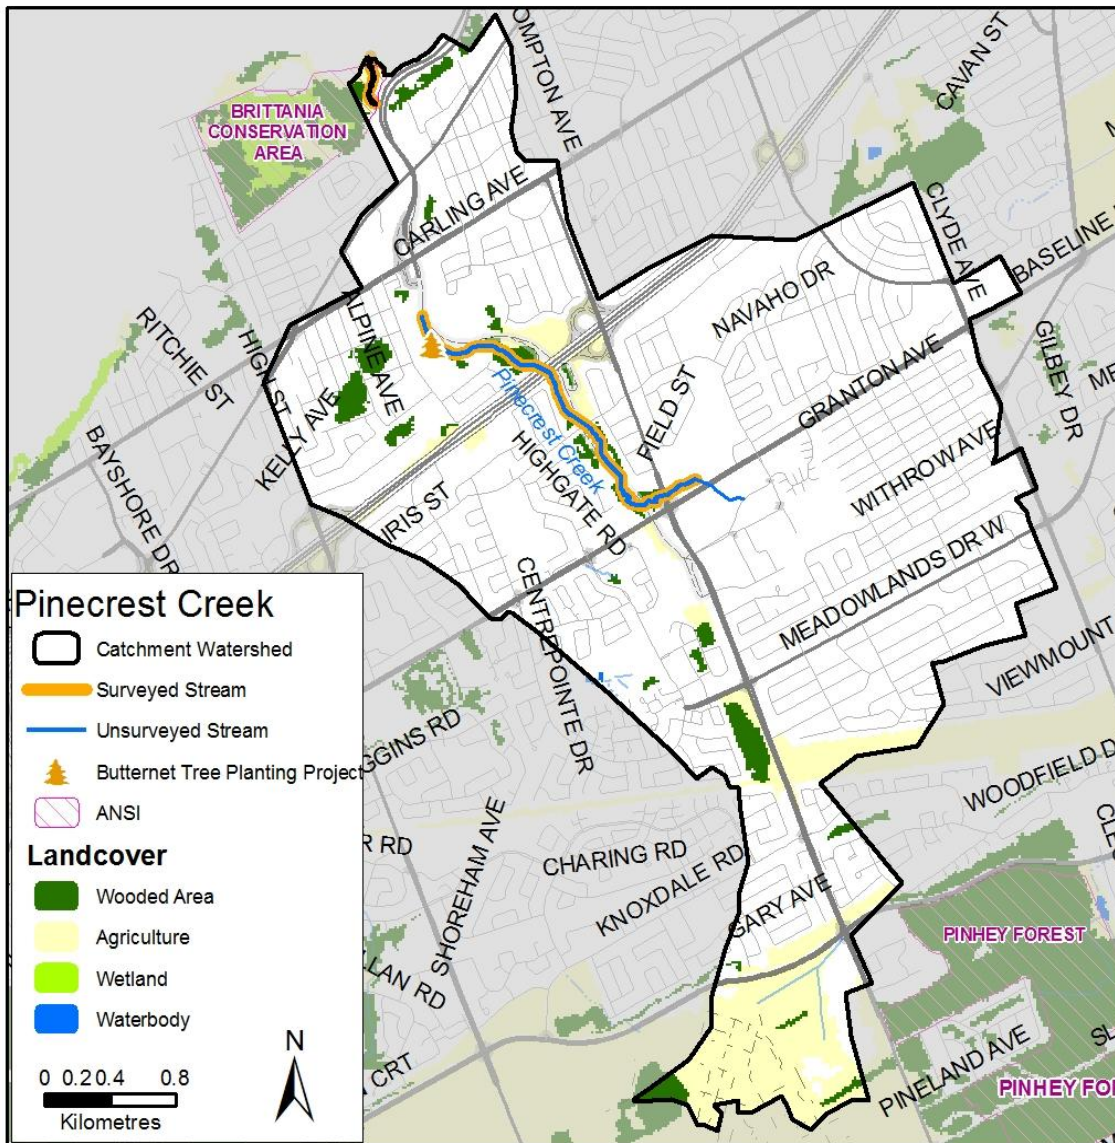 OMPTON AVE
CAVAN ST
BRITTANIA
CONSERVATION
AREA
CARLING AVE
CLYDE AVE
BASELINE
NAVAHO DR
RITCHIE ST
HIGH ST
ALPINE AVE
KELLY AVE
GILBEY DR
ME
GRANTON AVE
FIELD ST
Pinecrest Creek
HIGHGATE RD
BAYSHORE DR
IRIS ST
WITHROW AVE
CENTREPOINTE DR
MEADOWLANDS DR W
VIEWMOUNT
GGINS RD
WOODFIELD D
R RD
SHOREHAM AVE
CHARING RD
KNOXDALE RD
GARY AVE
LLAN RD
PINHEY FOREST
PINELAND AVE
SL
PINHEY FO
CRT
Pinecrest Creek
Catchment Watershed
Surveyed Stream
Unsurveyed Stream
Butternet Tree Planting Project
ANSI
Landcover
Wooded Area
Agriculture
Wetland
Waterbody
N
0 0.2 0.4 0.8
Kilometres